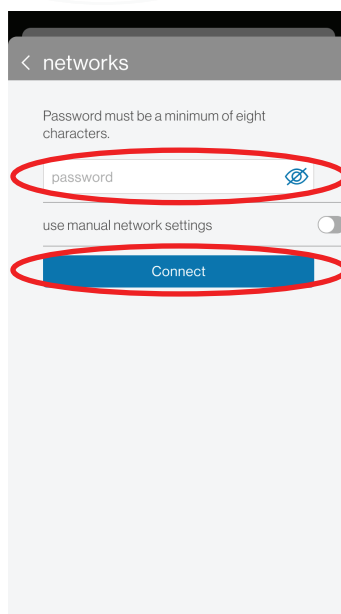 networks
Password must be a minimum of eight
characters.
password
use manual network settings
Connect